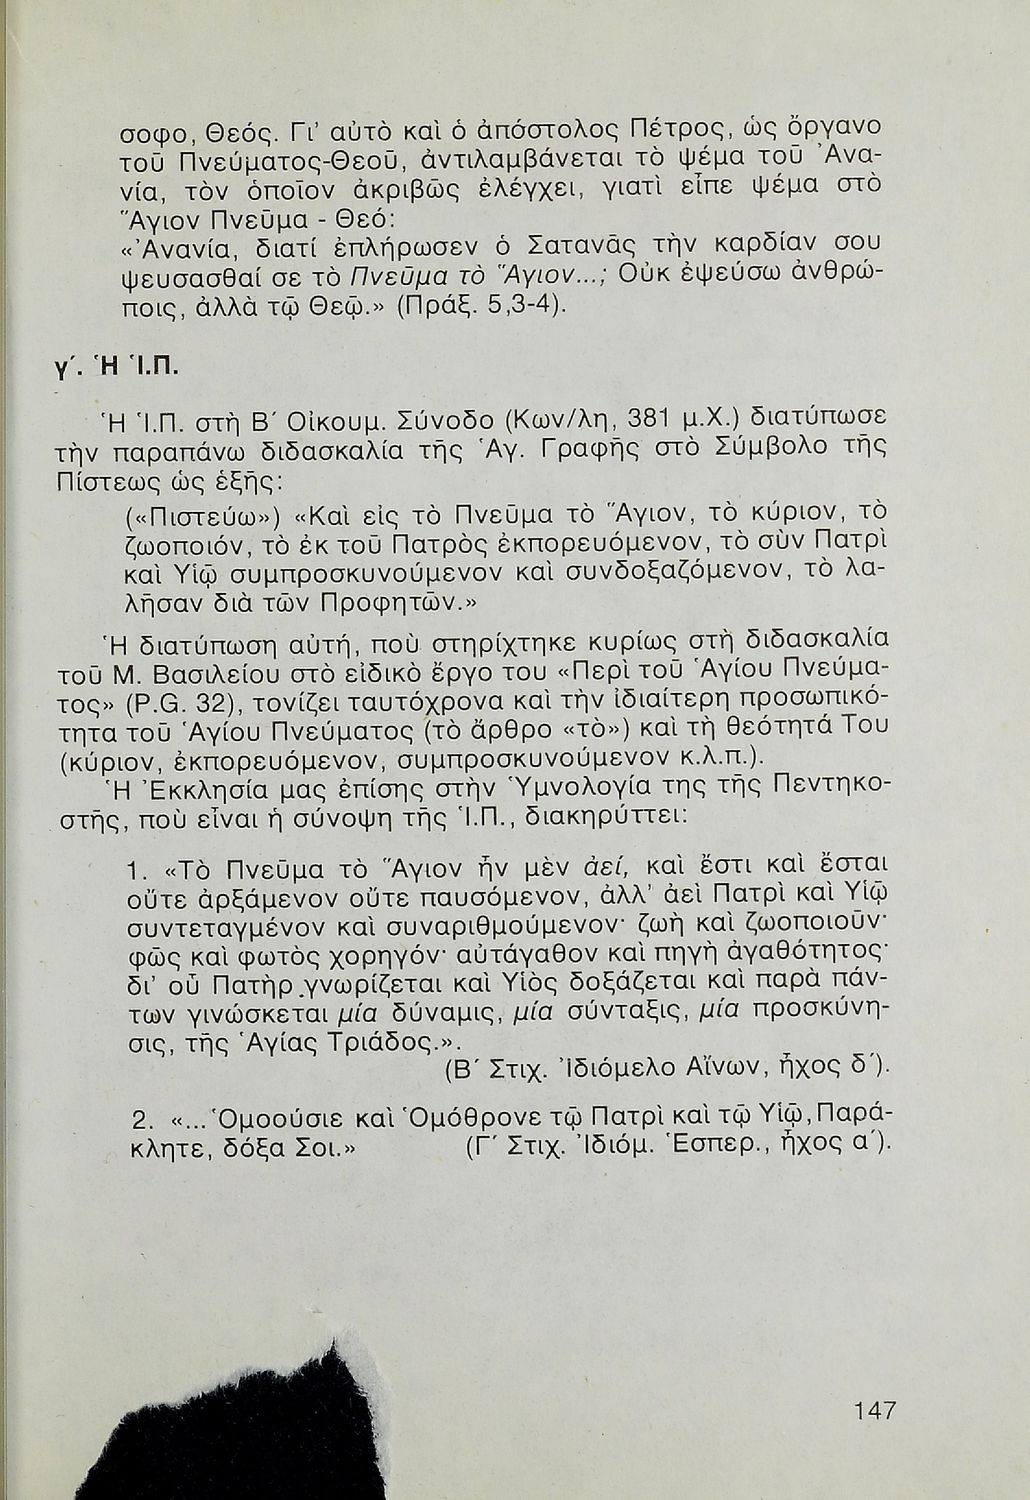 σοφο, Θεός. Γι' αὐτὸ καὶ ὁ ἀπόστολος Πέτρος, ὡς ὄργανο
τοῦ Πνεύματος-Θεοῦ, ἀντιλαμβάνεται τὸ ψέμα τοῦ Ἀνα-
νία, τὸν ὁποῖον ἀκριβῶς ἐλέγχει, γιατὶ εἶπε ψέμα στὸ
Ἅγιον Πνεῦμα - Θεό:
«Ἀνανία, διατί ἐπλήρωσεν ὁ Σατανᾶς τὴν καρδίαν σου
ψευσασθαί σε τὸ Πνεῦμα τὸ Ἅγιον...; Οὐκ ἐψεύσω ἀνθρώ-
ποις, ἀλλὰ τῷ Θεῷ.» (Πράξ. 5,3-4).
γ´. Ἡ Ἱ.Π.
Ἡ Ἱ.Π. στὴ Β´ Οἰκουμ. Σύνοδο (Κων/λη, 381 μ.Χ.) διατύπωσε
τὴν παραπάνω διδασκαλία τῆς Ἁγ. Γραφῆς στὸ Σύμβολο τῆς
Πίστεως ὡς ἑξῆς:
(«Πιστεύω») «Καὶ εἰς τὸ Πνεῦμα τὸ Ἅγιον, τὸ κύριον, τὸ
ζωοποιόν, τὸ ἐκ τοῦ Πατρὸς ἐκπορευόμενον, τὸ σὺν Πατρὶ
καὶ Υἱῷ συμπροσκυνούμενον καὶ συνδοξαζόμενον, τὸ λα-
λῆσαν διὰ τῶν Προφητῶν.»
Ἡ διατύπωση αὐτή, ποὺ στηρίχτηκε κυρίως στὴ διδασκαλία
τοῦ Μ. Βασιλείου στὸ εἰδικὸ ἔργο του «Περὶ τοῦ Ἁγίου Πνεύμα-
τος» (P.G. 32), τονίζει ταυτόχρονα καὶ τὴν ἰδιαίτερη προσωπικό-
τητα τοῦ Ἁγίου Πνεύματος (τὸ ἄρθρο «τὸ») καὶ τὴ θεότητά Του
(κύριον, ἐκπορευόμενον, συμπροσκυνούμενον κ.λ.π.).
Ἡ Ἐκκλησία μας ἐπίσης στὴν Ὑμνολογία της τῆς Πεντηκο-
στῆς, ποὺ εἶναι ἡ σύνοψη τῆς Ἱ.Π., διακηρύττει:
1. «Τὸ Πνεῦμα τὸ Ἅγιον ἦν μὲν ἀεί, καὶ ἔστι καὶ ἔσται
οὔτε ἀρξάμενον οὔτε παυσόμενον, ἀλλ' ἀεὶ Πατρὶ καὶ Υἱῷ
συντεταγμένον καὶ συναριθμούμενον· ζωὴ καὶ ζωοποιοῦν·
φῶς καὶ φωτὸς χορηγόν· αὐτάγαθον καὶ πηγὴ ἀγαθότητος·
δι' οὗ Πατὴρ γνωρίζεται καὶ Υἱὸς δοξάζεται καὶ παρὰ πάν-
των γινώσκεται μία δύναμις, μία σύνταξις, μία προσκύνη-
σις, τῆς Ἁγίας Τριάδος.».
(Β´ Στιχ. Ἰδιόμελο Αἴνων, ἦχος δ´).
2. «... Ὁμοούσιε καὶ Ὁμόθρονε τῷ Πατρὶ καὶ τῷ Υἱῷ, Παρά-
κλητε, δόξα Σοι.» (Γ´ Στιχ. Ἰδιόμ. Ἑσπερ., ἦχος α´).
147